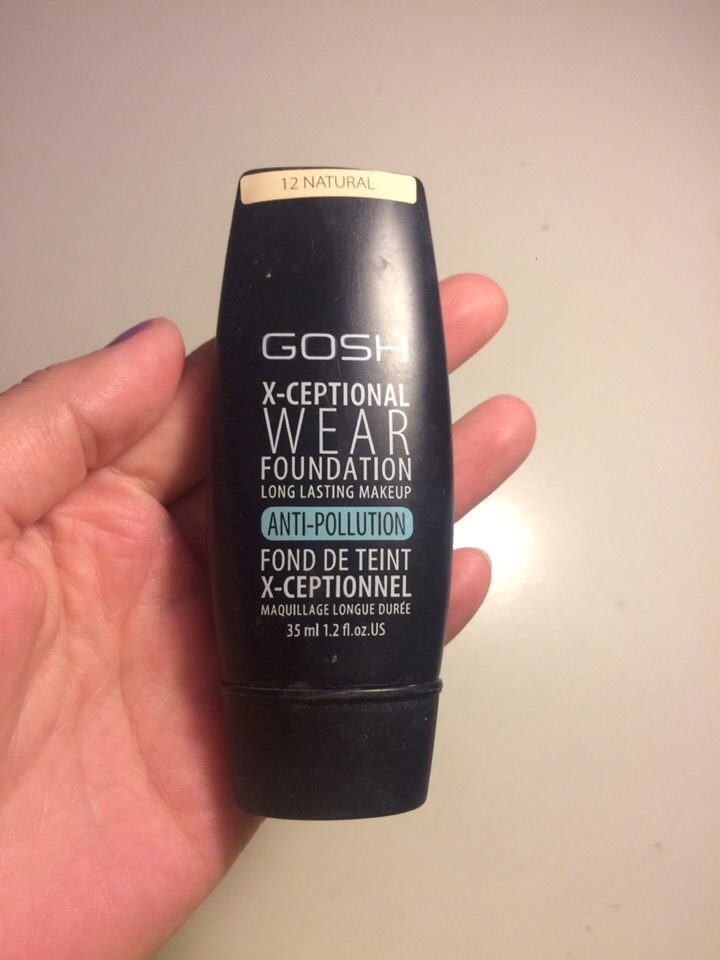 12 NATURAL
GOSH
X-CEPTIONAL
WEAR
FOUNDATION
LONG LASTING MAKEUP
ANTI-POLLUTION
FOND DE TEINT
X-CEPTIONNEL
MAQUILLAGE LONGUE DURÉE
35 ml 1.2 fl.oz.US